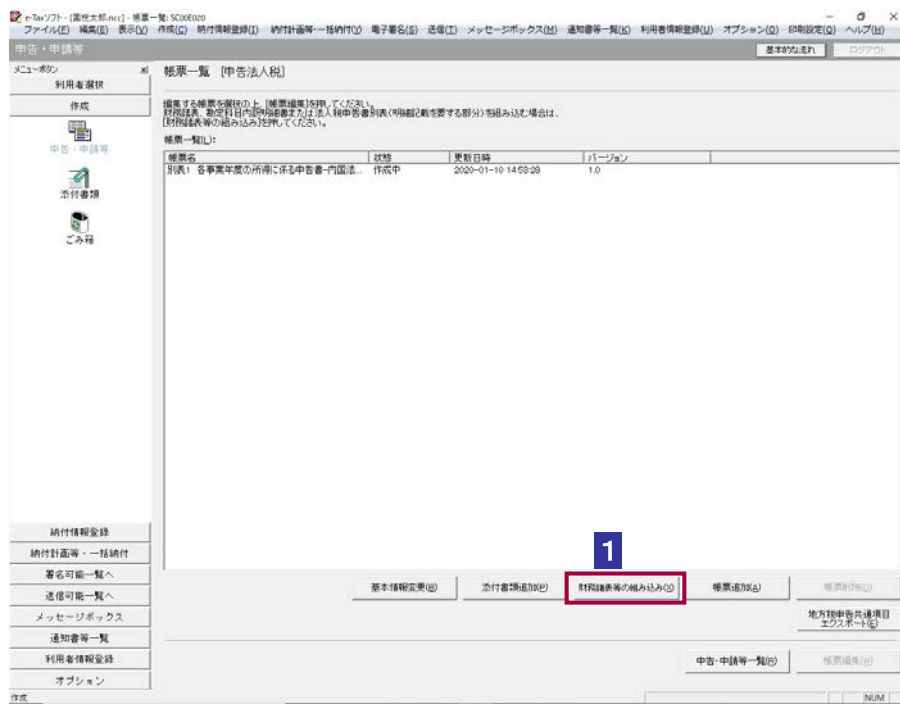 e-Taxソフト - [国税太郎.ncc] - 帳票一覧: SC00E020
ファイル(F) 編集(E) 表示(V) 作成(C) 納付情報登録(I) 納付計画等・一括納付(Y) 電子署名(S) 送信(T) メッセージボックス(M) 通知書等一覧(K) 利用者情報登録(U) オプション(O) 印刷設定(Q) ヘルプ(H)
申告・申請等
基本的な流れ
ログアウト
メニューボタン
利用者選択
作成
申告・申請等
添付書類
ごみ箱
納付情報登録
納付計画等・一括納付
署名可能一覧へ
送信可能一覧へ
メッセージボックス
通知書等一覧
利用者情報登録
オプション
作成
帳票一覧 [申告法人税]
編集する帳票を選択の上、[帳票編集]を押してください。
財務諸表、勘定科目内訳明細書または法人税申告書別表(明細記載を要する部分)を組み込む場合は、
[財務諸表等の組み込み]を押してください。
帳票一覧(L):
帳票名 状態 更新日時 バージョン
別表1 各事業年度の所得に係る申告書-内国法... 作成中 2020-01-10 14:53:28 1.0
1
基本情報変更(B) 添付書類追加(P) 財務諸表等の組み込み(X) 帳票追加(A) 帳票削除(D)
地方税申告共通項目
エクスポート(E)
申告・申請等一覧(R) 帳票編集(W)
NUM